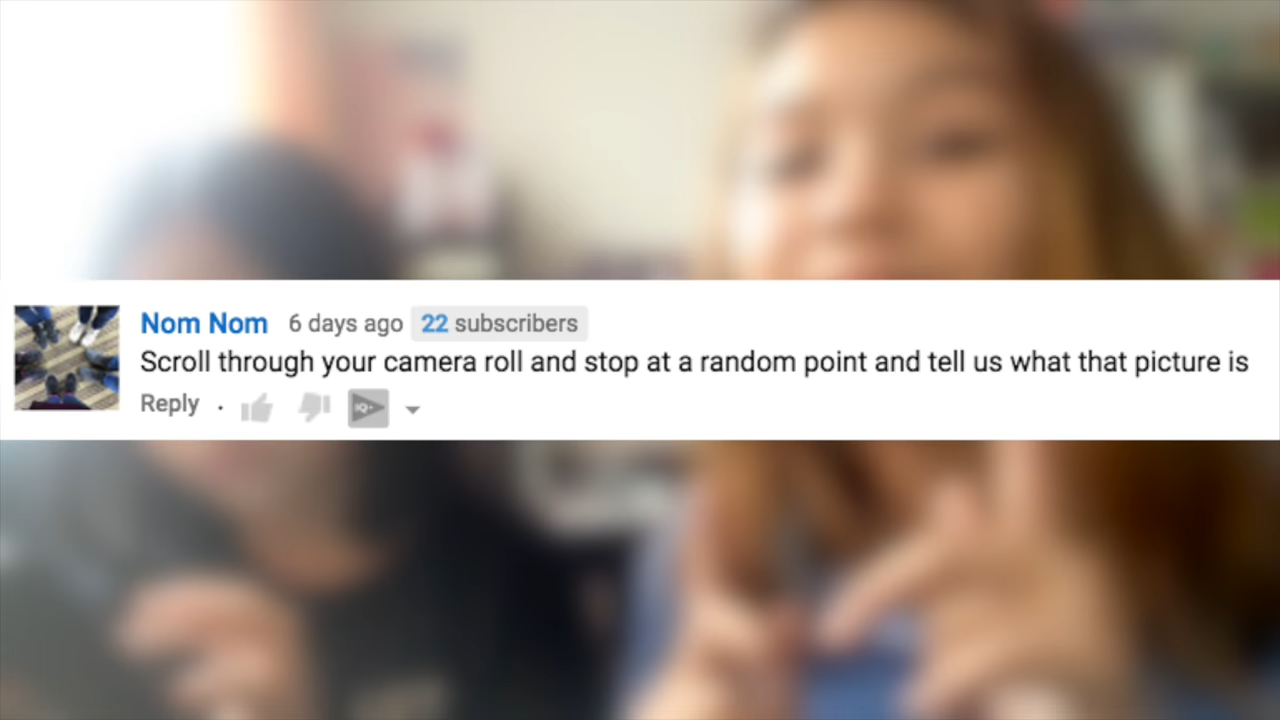 Nom Nom 6 days ago 22 subscribers
Scroll through your camera roll and stop at a random point and tell us what that picture is
Reply · IQ+